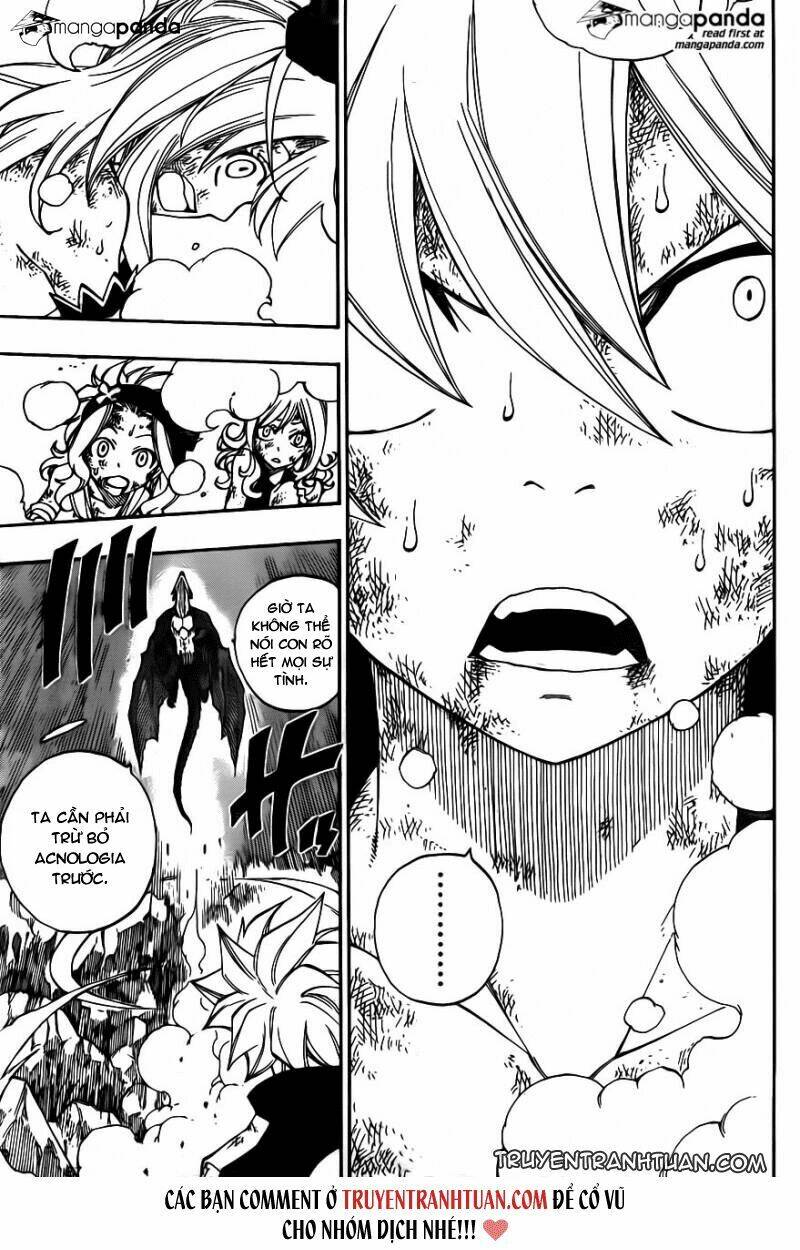 mangapanda
mangapanda
read first at
mangapanda.com
.........
GIỜ TA
KHÔNG THỂ
NÓI CON RÕ
HẾT MỌI SỰ
TÌNH.
TA CẦN PHẢI
TRỪ BỎ
ACNOLOGIA
TRƯỚC.
TRUYENTRANHTUAN.COM
CÁC BẠN COMMENT Ở TRUYENTRANHTUAN.COM ĐỂ CỔ VŨ
CHO NHÓM DỊCH NHÉ!!! ❤